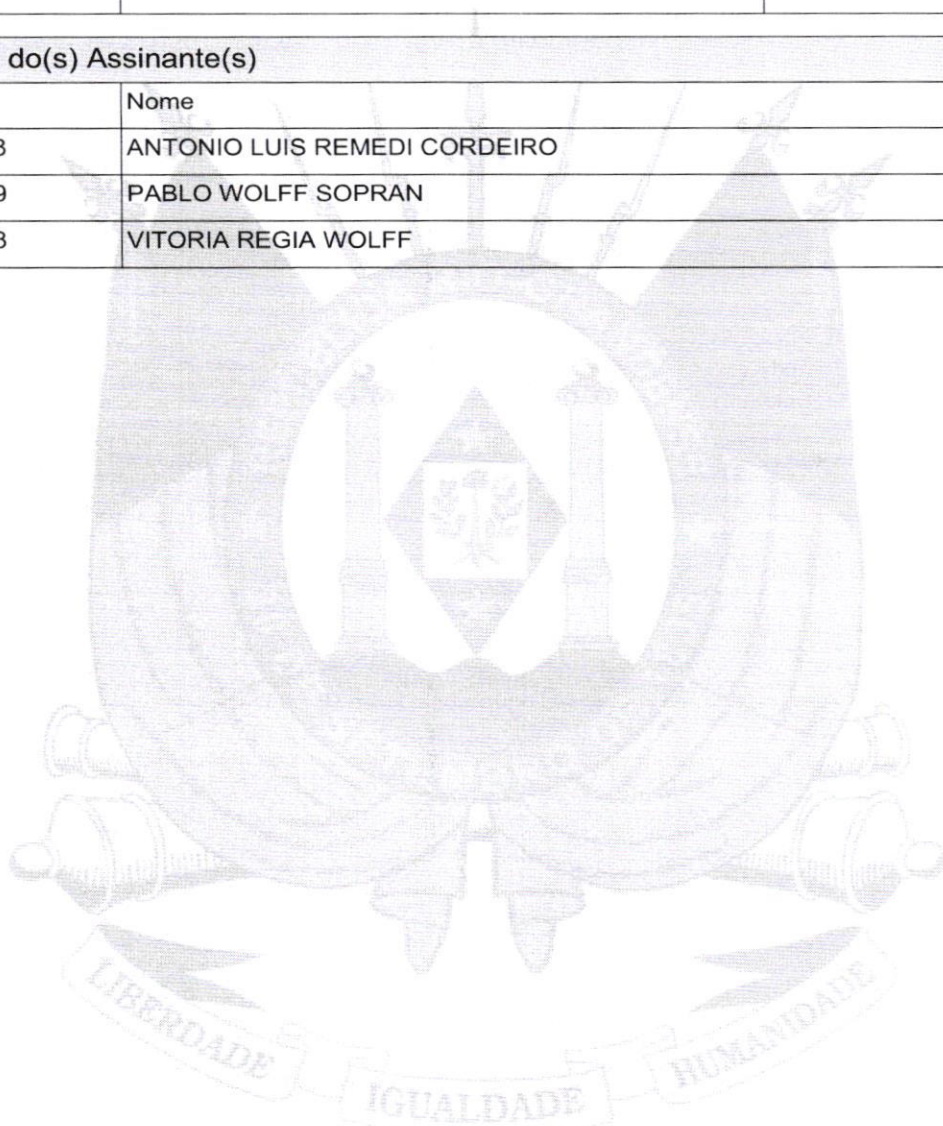 do(s) Assinante(s)
Nome
3 ANTONIO LUIS REMEDI CORDEIRO
9 PABLO WOLFF SOPRAN
3 VITORIA REGIA WOLFF
LIBERDADE IGUALDADE HUMANIDADE